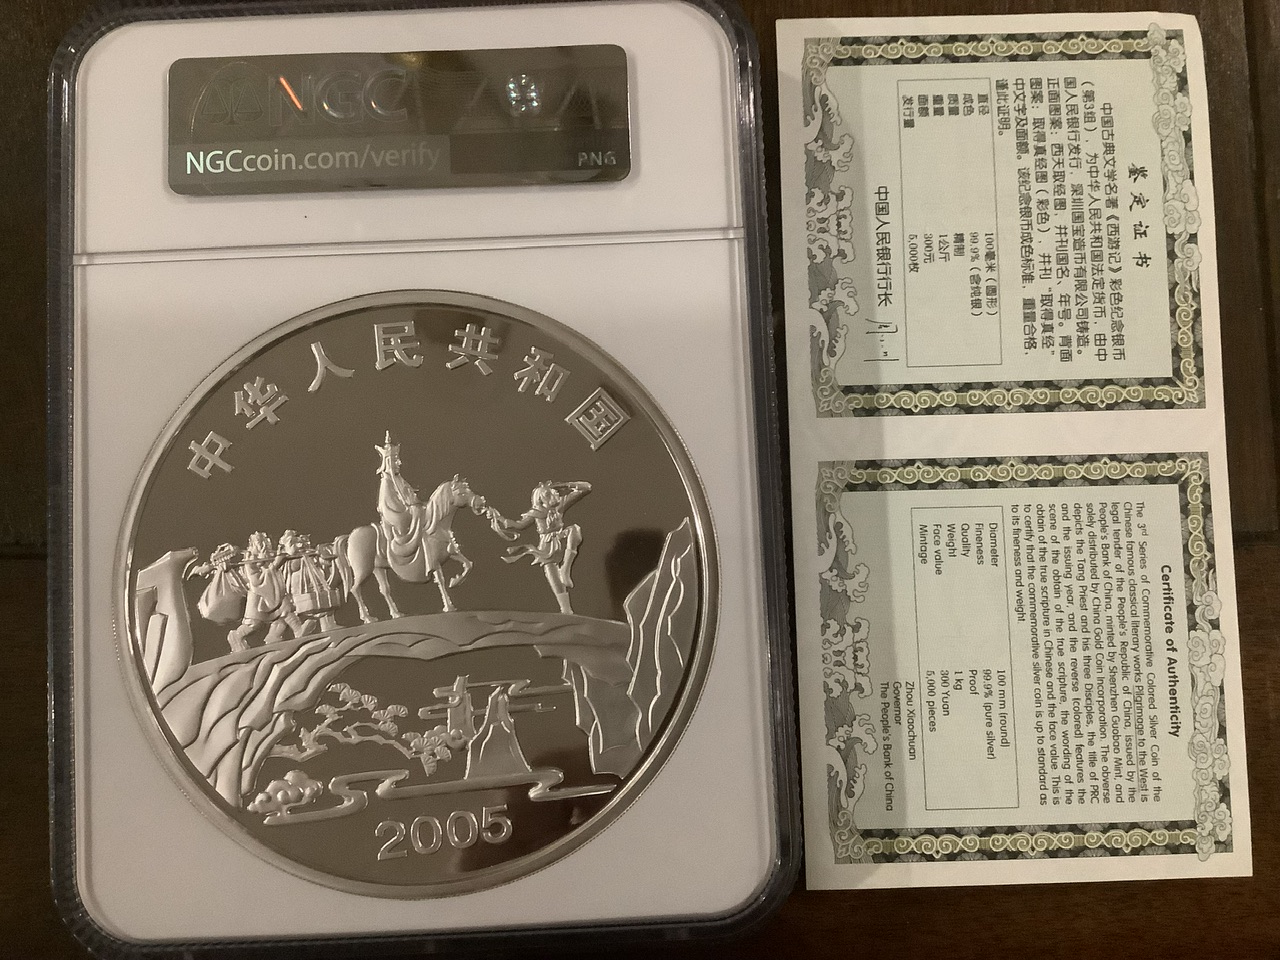 NGC
NGCcoin.com/verify
PNG
中华人民共和国
2005
鉴定证书
中国古典文学名著《西游记》彩色纪念银币
（第3组），为中华人民共和国法定货币，由中
国人民银行发行，深圳国宝造币有限公司铸造。
正面图案：西天取经图，并刊国名、年号。背面
图案：取得真经图（彩色），并刊“取得真经”
中文字及面额。该纪念银币成色标准，重量合格，
谨此证明。
直径 100毫米（圆形）
成色 99.9%（含纯银）
质量 精制
重量 1公斤
面额 300元
发行量 5,000枚
中国人民银行行长
Certificate of Authenticity
The 3rd Series of Commemorative Colored Silver Coin of the
Chinese famous classical literary works Pilgrimage to the West is
legal tender of the People's Republic of China, issued by the
People's Bank of China, minted by Shenzhen Guobao Mint, and
solely distributed by China Gold Coin Incorporation. The obverse
depicts the Tang Priest and his three Disciples, the title of PRC
and the issuing year, and the reverse (colored) features the
scene of the obtain of the true scripture, the wording of the
obtain of the true scripture in Chinese and the face value. This is
to certify that the commemorative silver coin is up to standard as
to its fineness and weight.
Diameter 100 mm (round)
Fineness 99.9% (pure silver)
Quality Proof
Weight 1 kg
Face value 300 Yuan
Mintage 5,000 pieces
Zhou Xiaochuan
Governor
The People's Bank of China